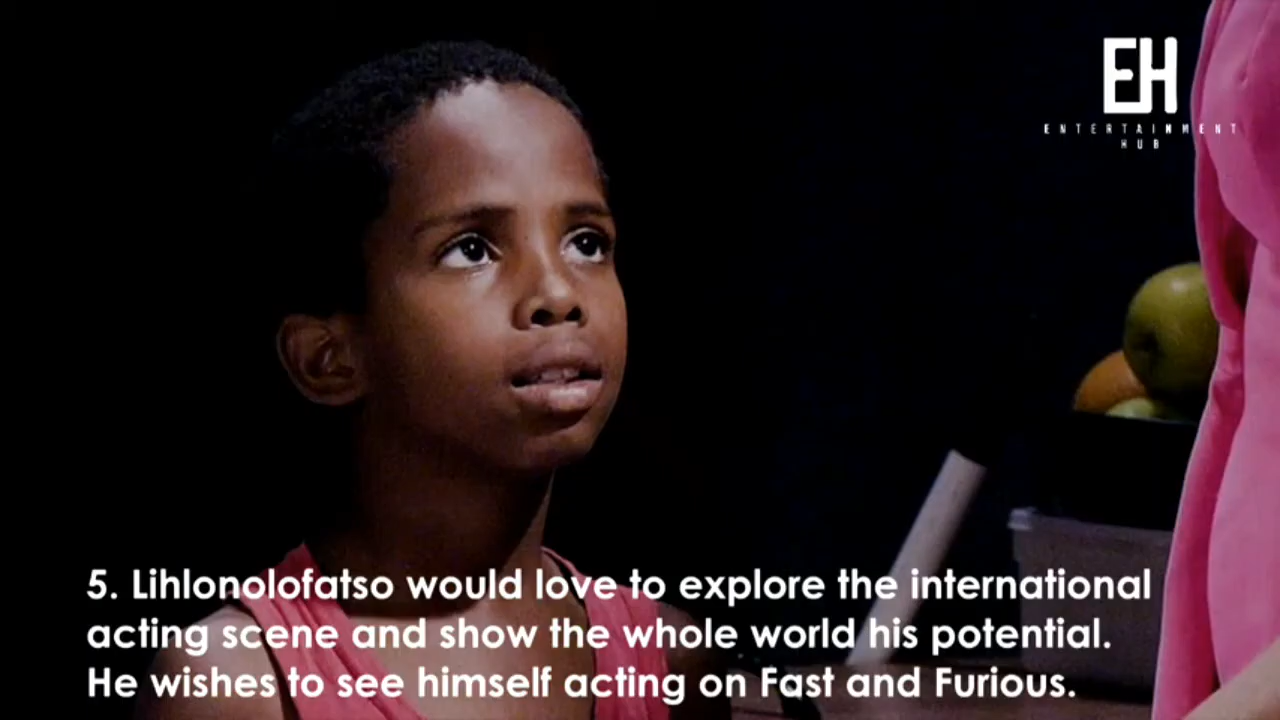 EH
ENTERTAINMENT
HUB
5. Lihlonolofatso would love to explore the international
acting scene and show the whole world his potential.
He wishes to see himself acting on Fast and Furious.